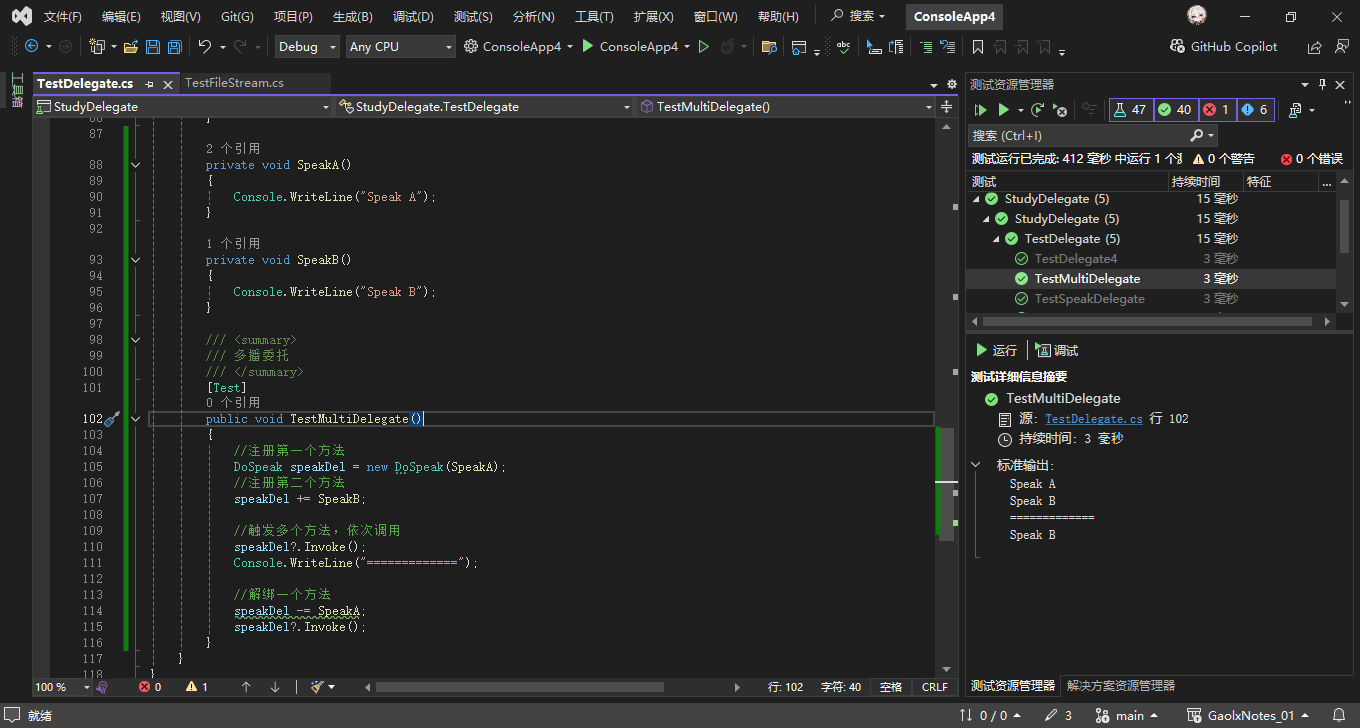 文件(F) 编辑(E) 视图(V) Git(G) 项目(P) 生成(B) 调试(D) 测试(S) 分析(N) 工具(T) 扩展(X) 窗口(W) 帮助(H) 搜索 ConsoleApp4
Debug Any CPU ConsoleApp4 ConsoleApp4 abc GitHub Copilot
工具箱
TestDelegate.cs TestFileStream.cs
StudyDelegate StudyDelegate.TestDelegate TestMultiDelegate()
86 }
87
2 个引用
88 private void SpeakA()
89 {
90 Console.WriteLine("Speak A");
91 }
92
1 个引用
93 private void SpeakB()
94 {
95 Console.WriteLine("Speak B");
96 }
97
98 /// <summary>
99 /// 多播委托
100 /// </summary>
101 [Test]
0 个引用
102 public void TestMultiDelegate()
103 {
104 //注册第一个方法
105 DoSpeak speakDel = new DoSpeak(SpeakA);
106 //注册第二个方法
107 speakDel += SpeakB;
108
109 //触发多个方法，依次调用
110 speakDel?.Invoke();
111 Console.WriteLine("=============");
112
113 //解绑一个方法
114 speakDel -= SpeakA;
115 speakDel?.Invoke();
116 }
117 }
118 }
100 % 0 1 行: 102 字符: 40 空格 CRLF
测试资源管理器
47 40 1 6
搜索 (Ctrl+I)
测试运行已完成: 412 毫秒 中运行 1 个 0 个警告 0 个错误
测试 持续时间 特征 ...
StudyDelegate (5) 15 毫秒
StudyDelegate (5) 15 毫秒
TestDelegate (5) 15 毫秒
TestDelegate4 3 毫秒
TestMultiDelegate 3 毫秒
TestSpeakDelegate 3 毫秒
运行 调试
测试详细信息摘要
TestMultiDelegate
源: TestDelegate.cs 行 102
持续时间: 3 毫秒
标准输出:
Speak A
Speak B
=============
Speak B
测试资源管理器 解决方案资源管理器
就绪 0 / 0 3 main GaolxNotes_01